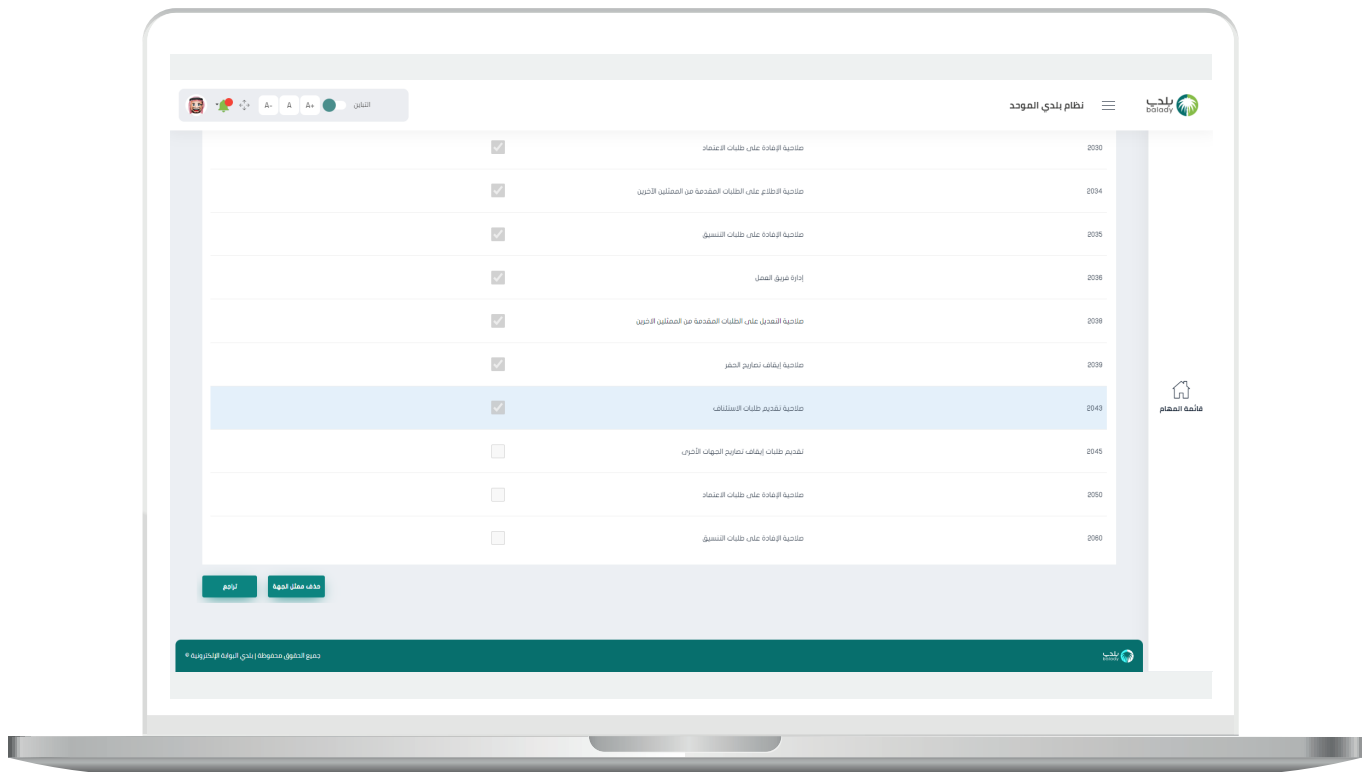 بلدي
balady
نظام بلدي الموحد
التباين
A+
A
A-
2030 صلاحية الإفادة على طلبات الاعتماد
2034 صلاحية الاطلاع على الطلبات المقدمة من الممثلين الآخرين
2035 صلاحية الإفادة على طلبات التنسيق
2036 إدارة فريق العمل
2038 صلاحية التعديل على الطلبات المقدمة من الممثلين الاخرين
2039 صلاحية إيقاف تصاريح الحفر
2043 صلاحية تقديم طلبات الاستئناف
2045 تقديم طلبات إيقاف تصاريح الجهات الأخرى
2050 صلاحية الإفادة على طلبات الاعتماد
2060 صلاحية الإفادة على طلبات التنسيق
قائمة المهام
حذف ممثل الجهة
تراجع
بلدي
balady
جميع الحقوق محفوظة | بلدي البوابة الإلكترونية ©